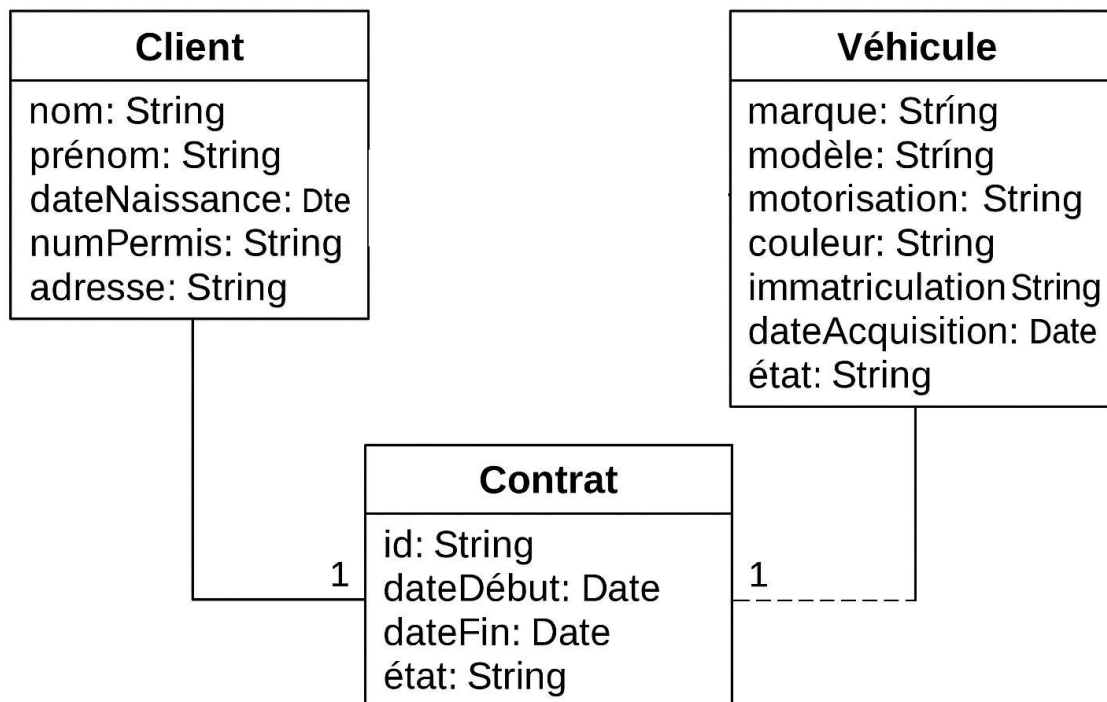 Client
nom: String
prénom: String
dateNaissance: Dte
numPermis: String
adresse: String
Véhicule
marque: Stríng
modèle: Stríng
motorisation: String
couleur: String
immatriculation String
dateAcquisition: Date
état: String
Contrat
id: String
dateDébut: Date
dateFin: Date
état: String
1
1